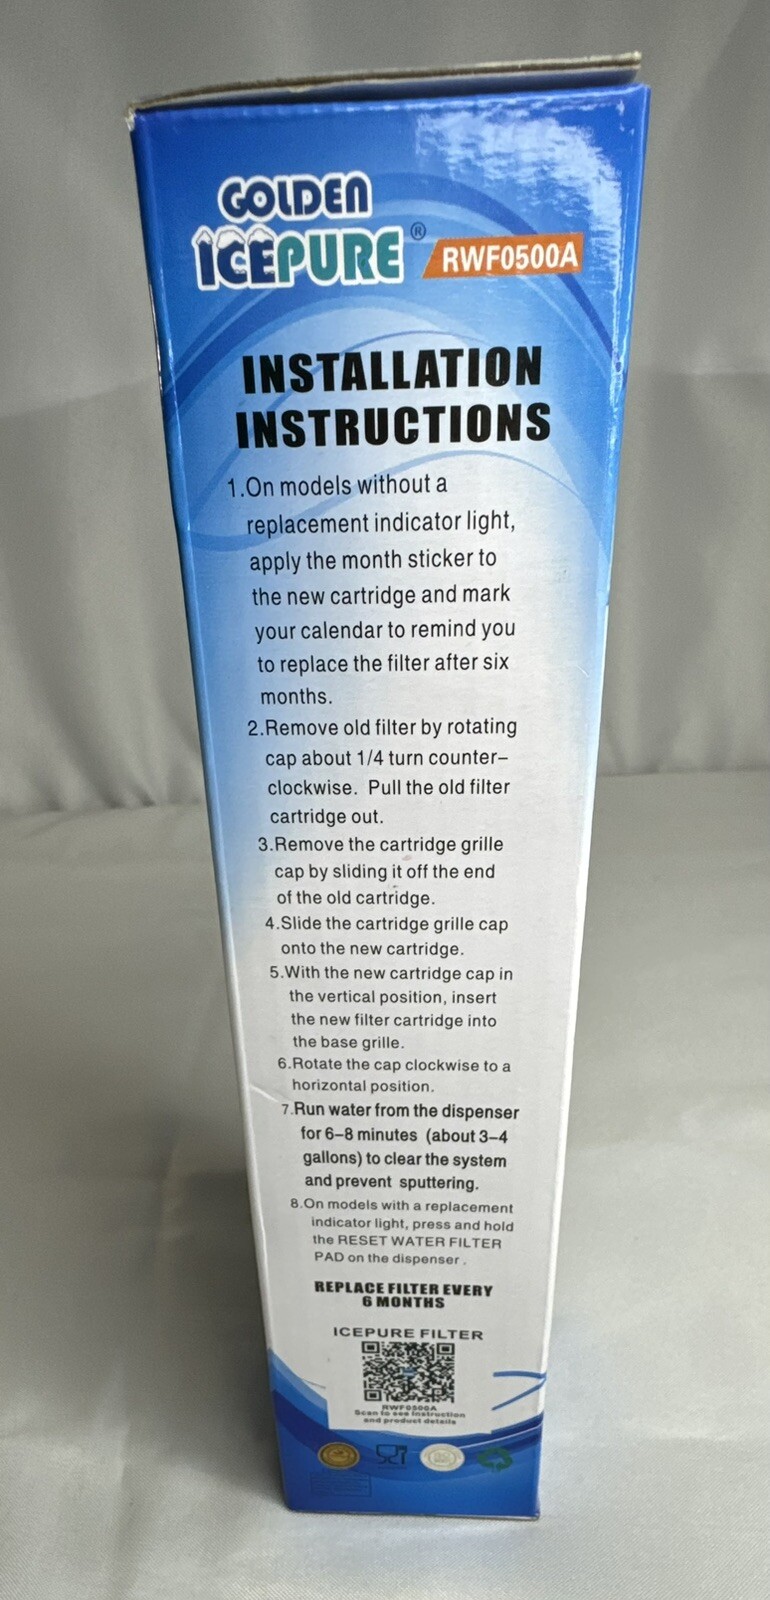 GOLDEN
ICEPURE®
RWF0500A
INSTALLATION
INSTRUCTIONS
1.On models without a
replacement indicator light,
apply the month sticker to
the new cartridge and mark
your calendar to remind you
to replace the filter after six
months.
2.Remove old filter by rotating
cap about 1/4 turn counter–
clockwise. Pull the old filter
cartridge out.
3.Remove the cartridge grille
cap by sliding it off the end
of the old cartridge.
4.Slide the cartridge grille cap
onto the new cartridge.
5.With the new cartridge cap in
the vertical position, insert
the new filter cartridge into
the base grille.
6.Rotate the cap clockwise to a
horizontal position.
7.Run water from the dispenser
for 6–8 minutes (about 3–4
gallons) to clear the system
and prevent sputtering.
8.On models with a replacement
indicator light, press and hold
the RESET WATER FILTER
PAD on the dispenser .
REPLACE FILTER EVERY
6 MONTHS
ICEPURE FILTER
RWF0500A
Scan to see instruction
and product details